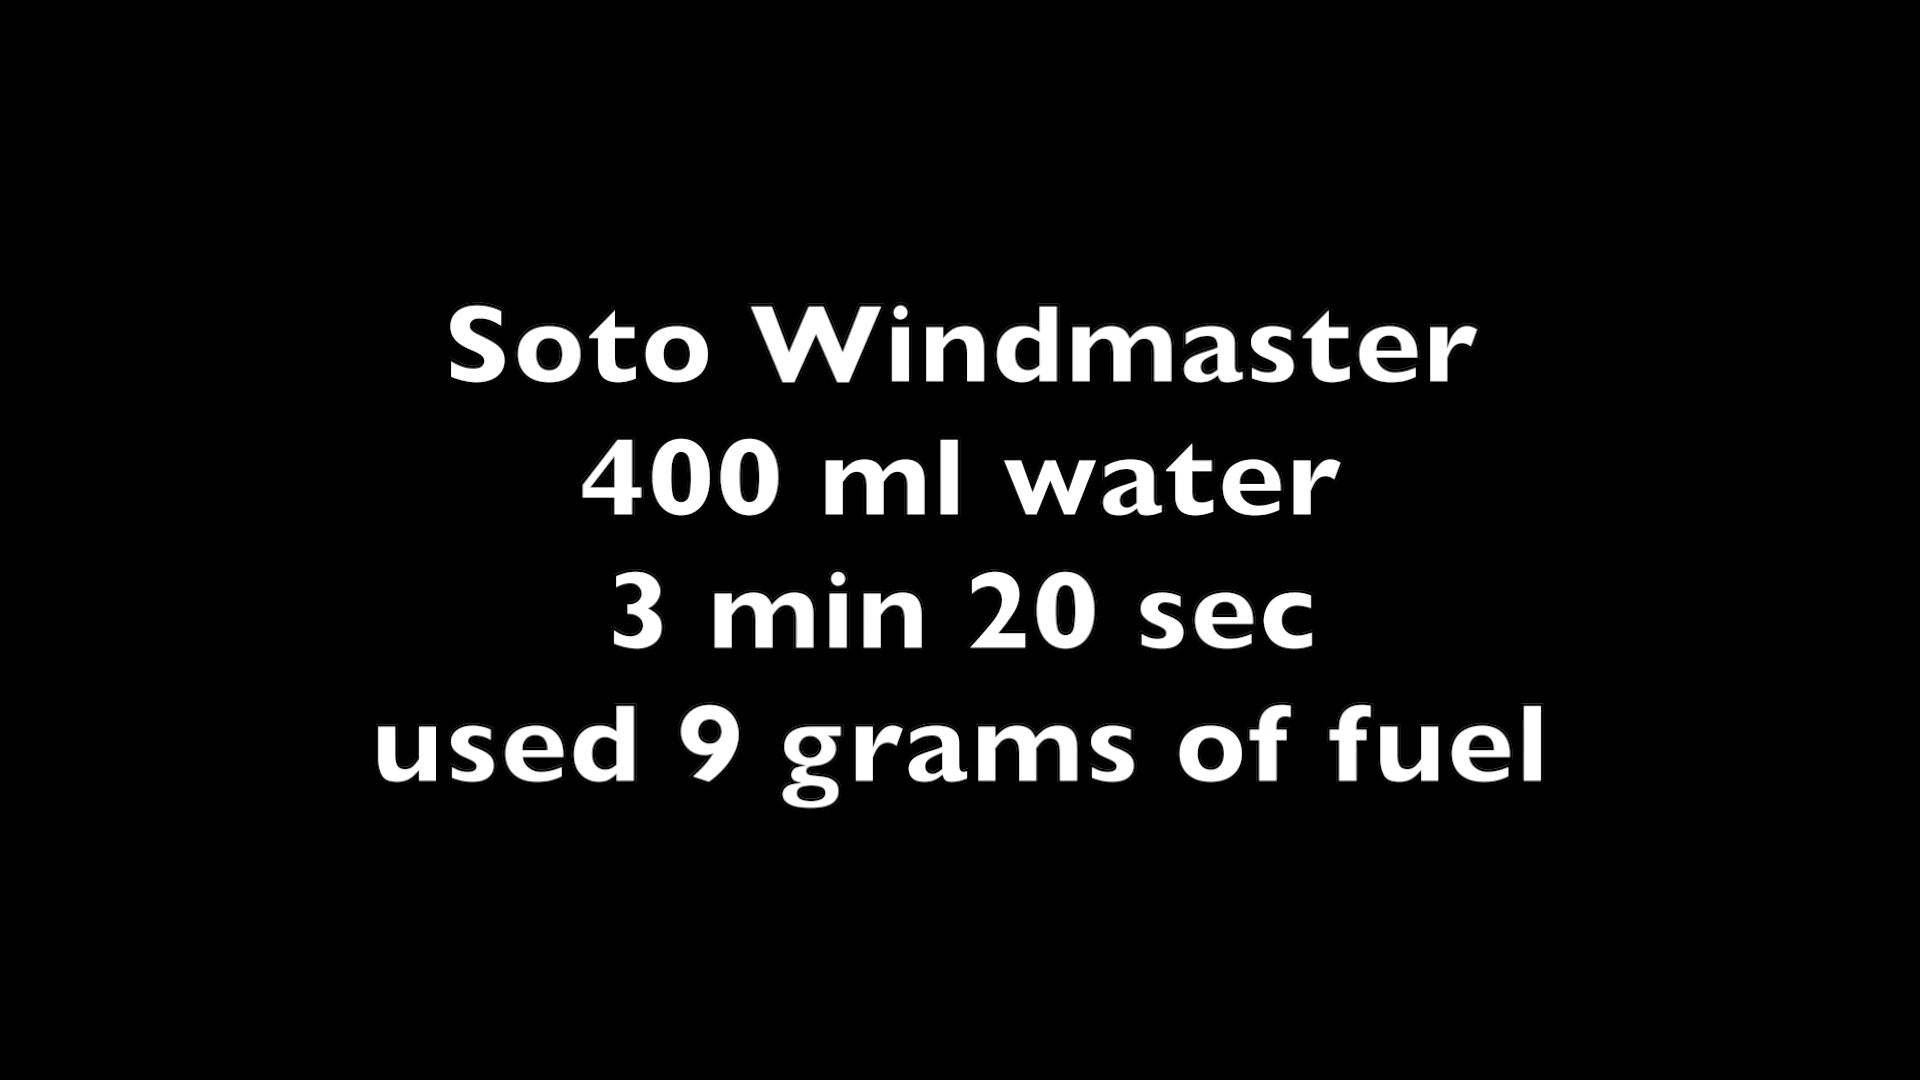 Soto Windmaster
400 ml water
3 min 20 sec
used 9 grams of fuel